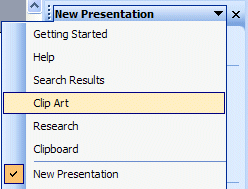 New Presentation
Getting Started
Help
Search Results
Clip Art
Research
Clipboard
New Presentation